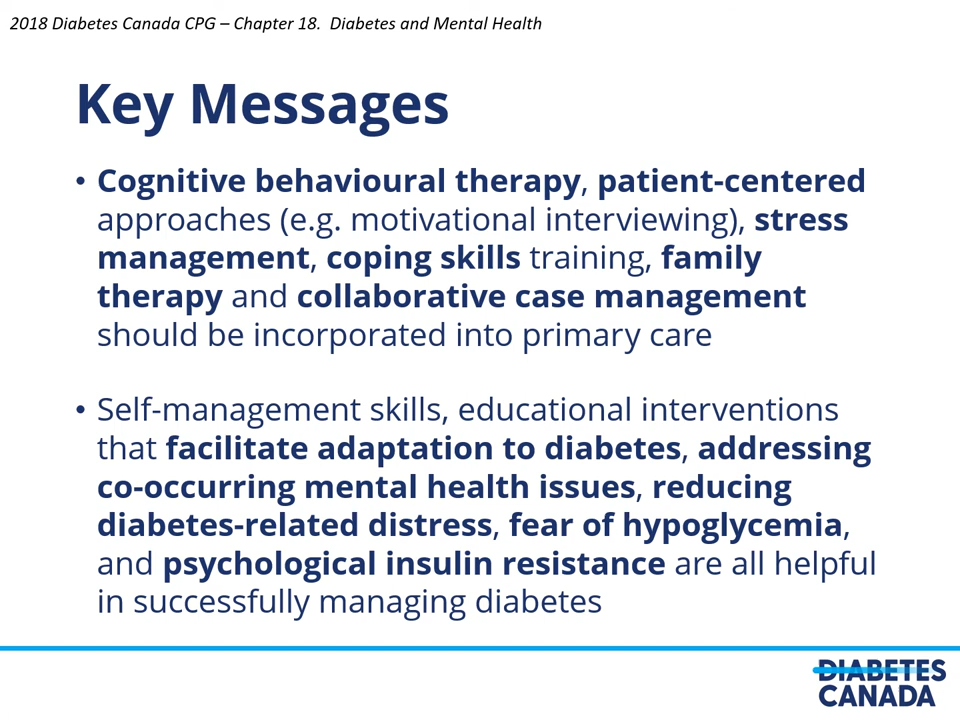 2018 Diabetes Canada CPG – Chapter 18.  Diabetes and Mental Health
Key Messages
• Cognitive behavioural therapy, patient-centered
approaches (e.g. motivational interviewing), stress
management, coping skills training, family
therapy and collaborative case management
should be incorporated into primary care
• Self-management skills, educational interventions
that facilitate adaptation to diabetes, addressing
co-occurring mental health issues, reducing
diabetes-related distress, fear of hypoglycemia,
and psychological insulin resistance are all helpful
in successfully managing diabetes
DIABETES
CANADA